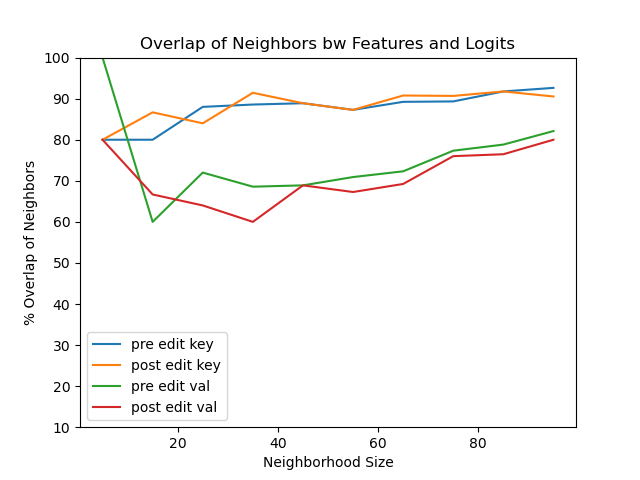 Overlap of Neighbors bw Features and Logits
% Overlap of Neighbors
100
90
80
70
60
50
40
30
20
10
pre edit key
post edit key
pre edit val
post edit val
20 40 60 80
Neighborhood Size